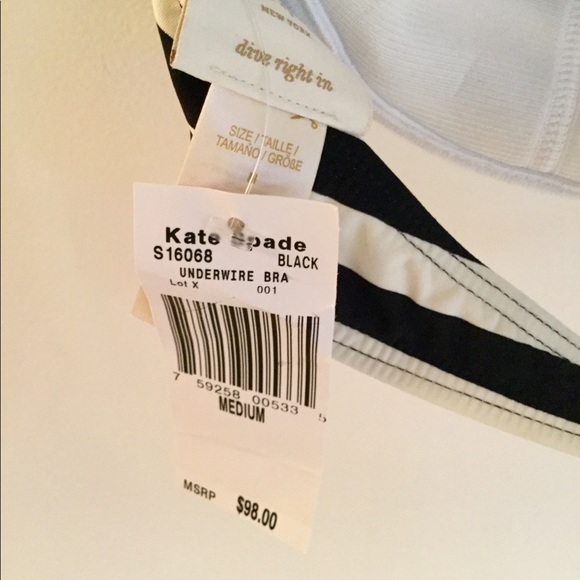 NEW YORK
dive right in
SIZE / TAILLE /
TAMAÑO / GRÖßE
Kate Spade
S16068 BLACK
UNDERWIRE BRA
Lot X 001
7 59258 00533 5
MEDIUM
MSRP $98.00